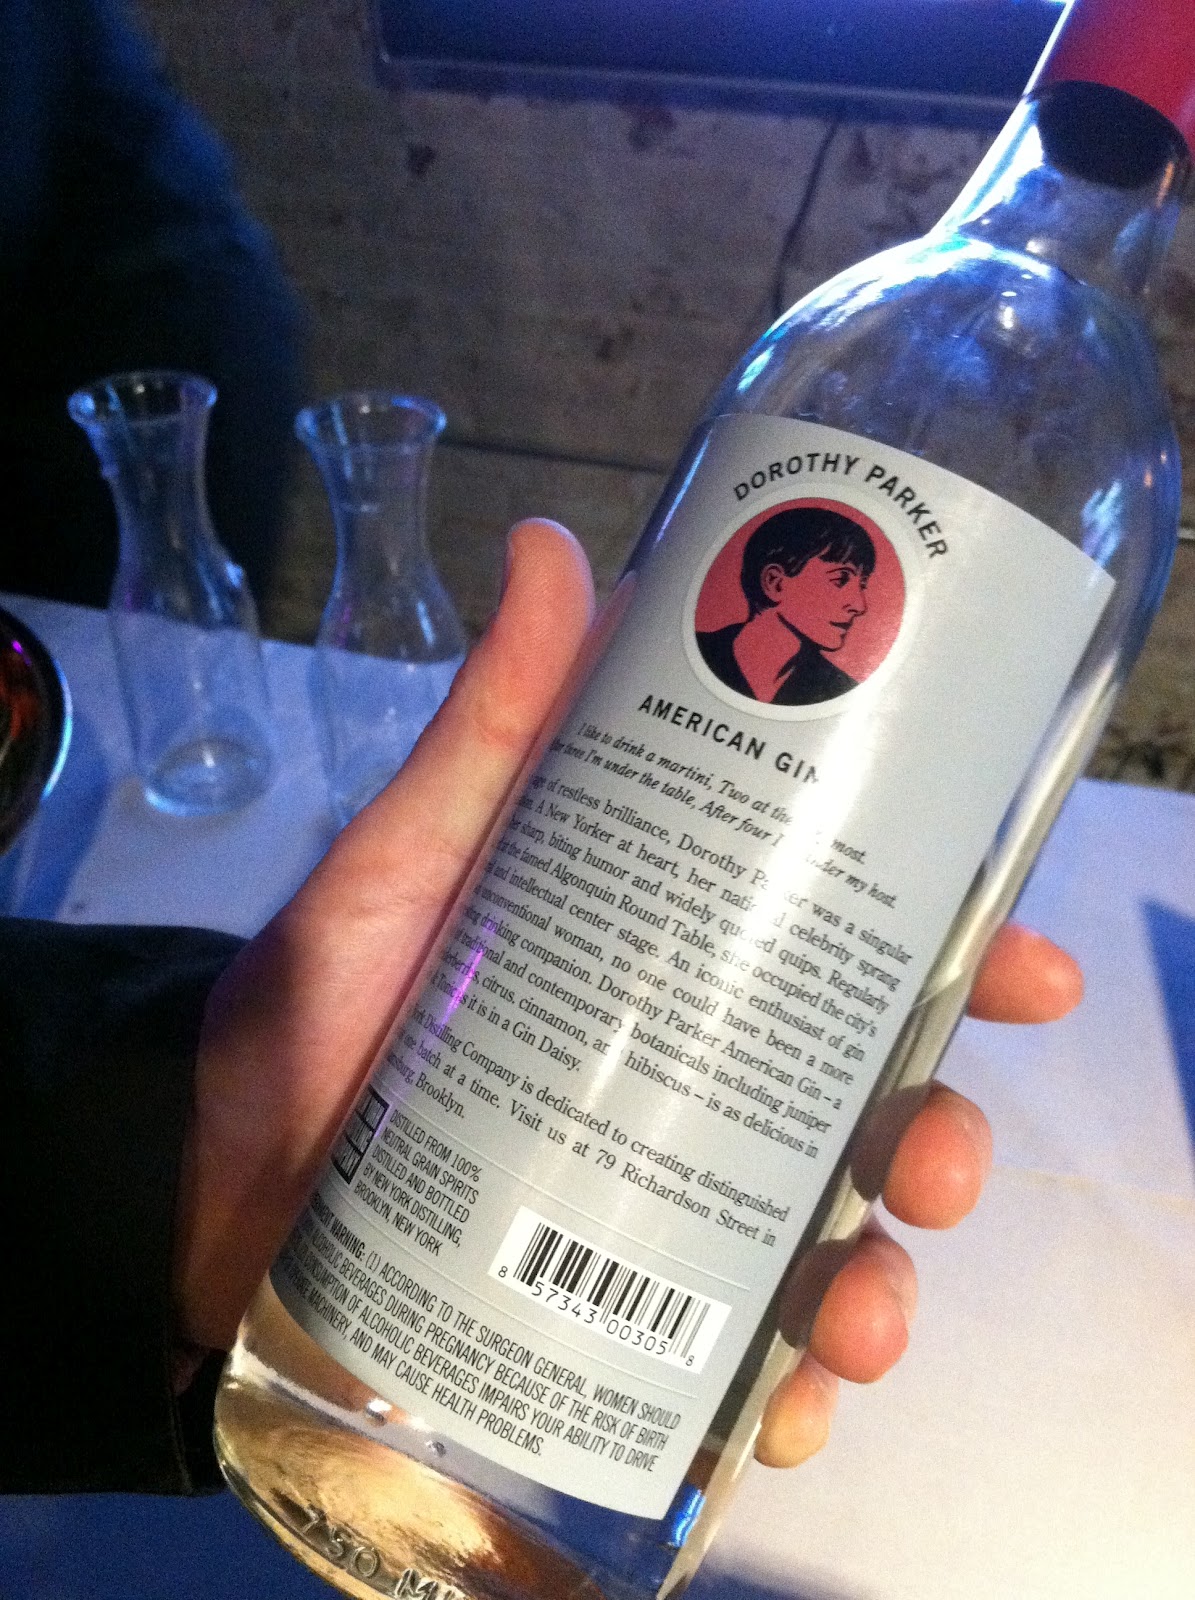 DOROTHY PARKER
AMERICAN GIN
I like to drink a martini, Two at the most.
three I'm under the table, After four I under my host.
of restless brilliance, Dorothy Parker was a singular
A New Yorker at heart, her national celebrity sprang
sharp, biting humor and widely quoted quips. Regularly
the famed Algonquin Round Table, she occupied the city's
and intellectual center stage. An iconic enthusiast of gin
unconventional woman, no one could have been a more
drinking companion. Dorothy Parker American Gin – a
of traditional and contemporary botanicals including juniper
citrus, cinnamon, and hibiscus – is as delicious in
& Tonic as it is in a Gin Daisy.
Distilling Company is dedicated to creating distinguished
one batch at a time. Visit us at 79 Richardson Street in
Brooklyn.
DISTILLED FROM 100%
NEUTRAL GRAIN SPIRITS
DISTILLED AND BOTTLED
BY NEW YORK DISTILLING,
BROOKLYN, NEW YORK
8 57343 00305 8
WARNING: (1) ACCORDING TO THE SURGEON GENERAL, WOMEN SHOULD
ALCOHOLIC BEVERAGES DURING PREGNANCY BECAUSE OF THE RISK OF BIRTH
CONSUMPTION OF ALCOHOLIC BEVERAGES IMPAIRS YOUR ABILITY TO DRIVE
MACHINERY, AND MAY CAUSE HEALTH PROBLEMS.
750 ML